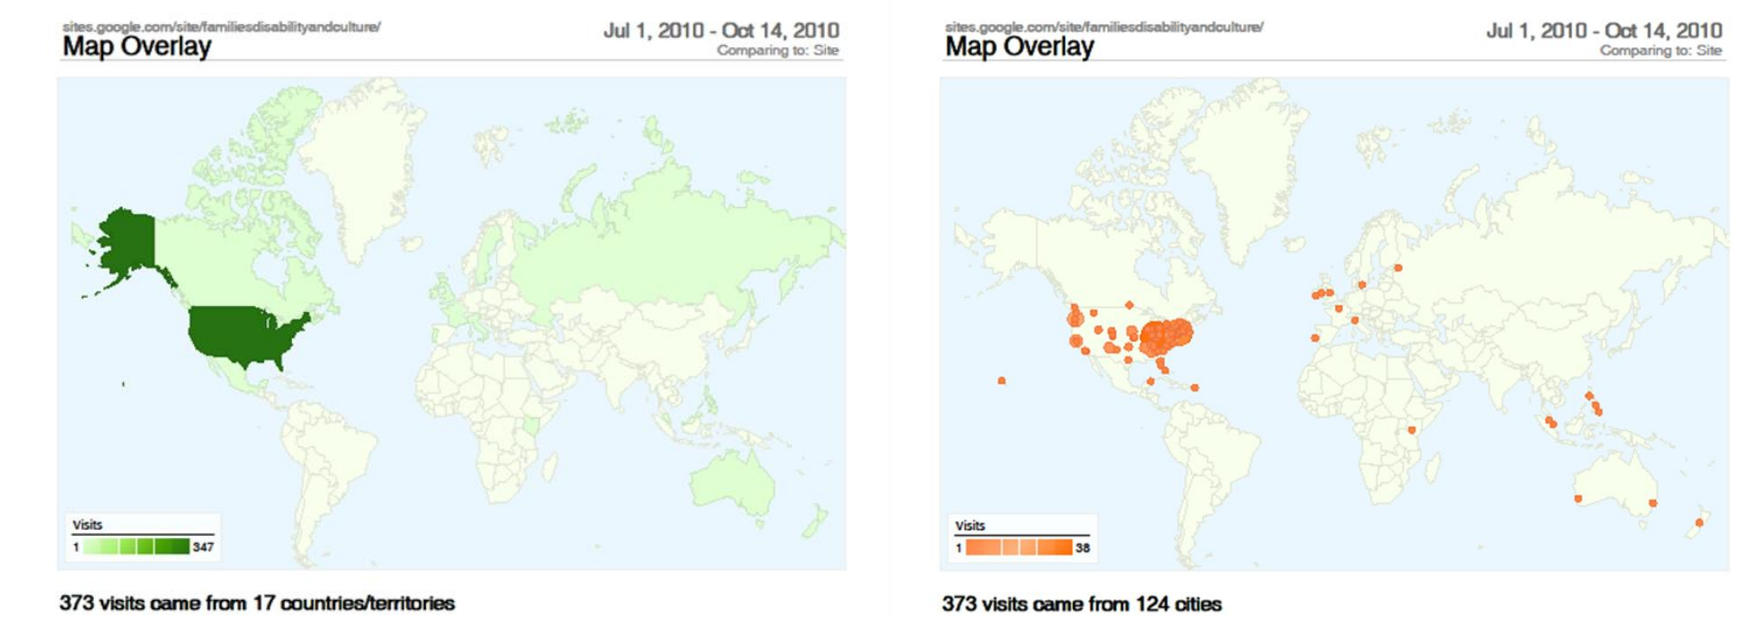 sites.google.com/site/familiesdisabilityandculture/
Map Overlay
Jul 1, 2010 - Oct 14, 2010
Comparing to: Site
Visits
1 347
373 visits came from 17 countries/territories
sites.google.com/site/familiesdisabilityandculture/
Map Overlay
Jul 1, 2010 - Oct 14, 2010
Comparing to: Site
Visits
1 38
373 visits came from 124 cities